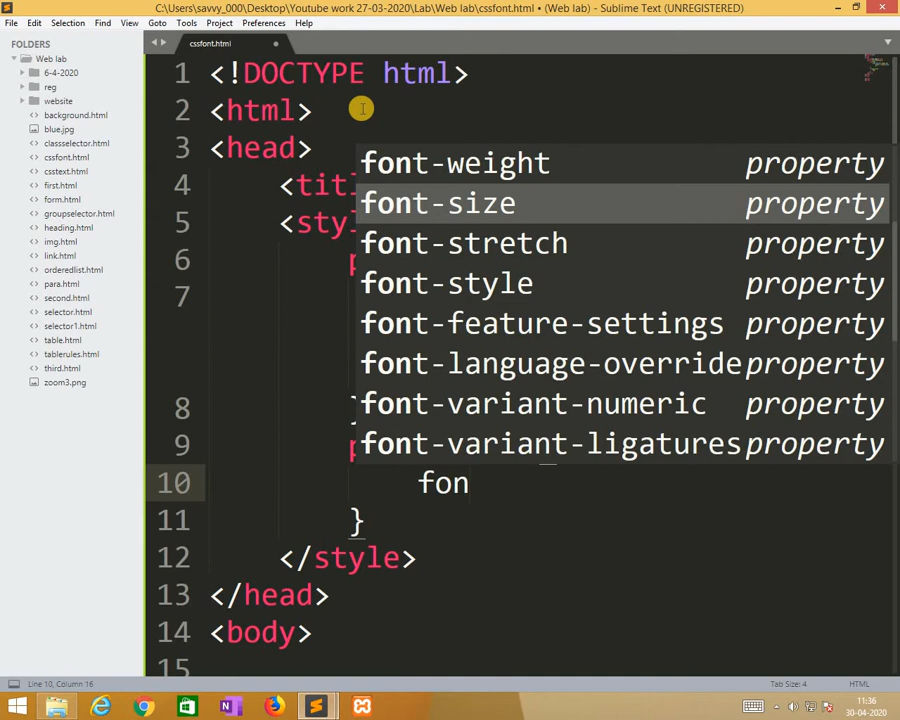 C:\Users\savvy_000\Desktop\Youtube work 27-03-2020\Lab\Web lab\cssfont.html • (Web lab) - Sublime Text (UNREGISTERED)
File Edit Selection Find View Goto Tools Project Preferences Help
FOLDERS
Web lab
6-4-2020
reg
website
background.html
blue.jpg
classselector.html
cssfont.html
csstext.html
first.html
form.html
groupselector.html
heading.html
img.html
link.html
orderedlist.html
para.html
second.html
selector.html
selector1.html
table.html
tablerules.html
third.html
zoom3.png
cssfont.html
1 <!DOCTYPE html>
2 <html>
3 <head>
4 <tit
5 <sty
6
7
8 }
9 p
10 fon
11 }
12 </style>
13 </head>
14 <body>
15
font-weight property
font-size property
font-stretch property
font-style property
font-feature-settings property
font-language-override property
font-variant-numeric property
font-variant-ligatures property
Line 10, Column 16
Tab Size: 4
HTML
11:36
30-04-2020